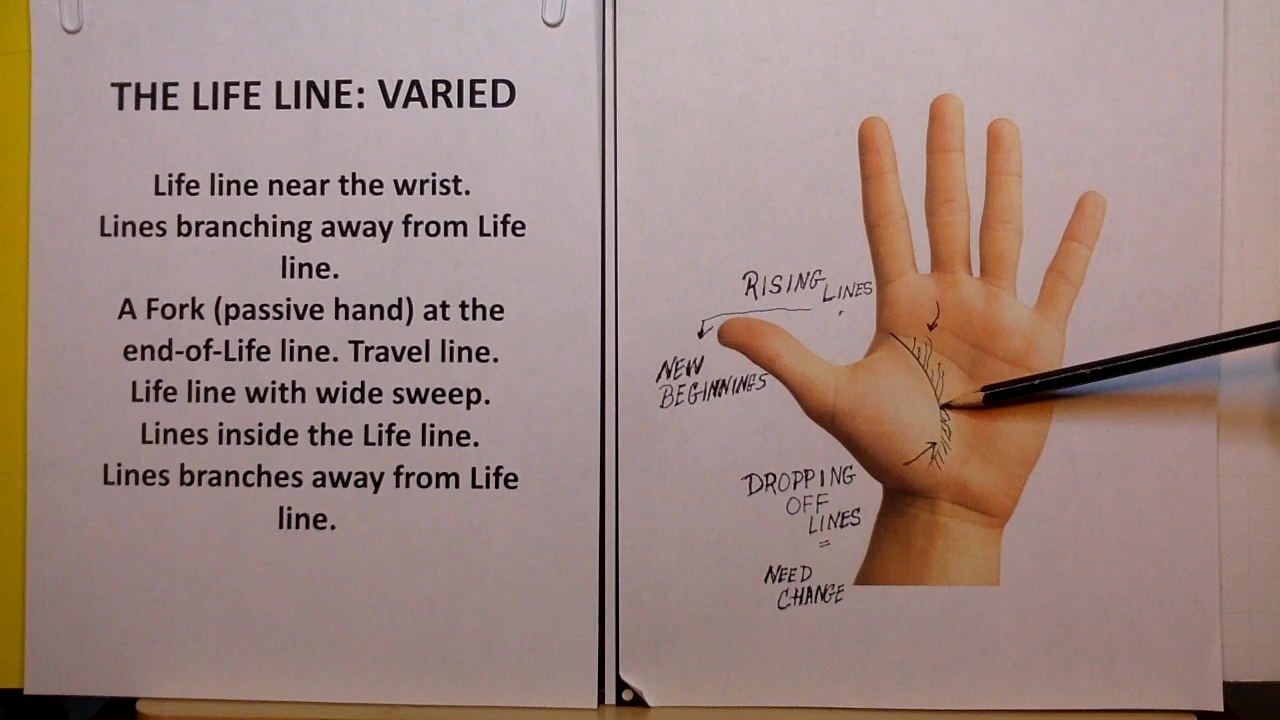 THE LIFE LINE: VARIED
Life line near the wrist.
Lines branching away from Life
line.
A Fork (passive hand) at the
end-of-Life line. Travel line.
Life line with wide sweep.
Lines inside the Life line.
Lines branches away from Life
line.
RISING LINES
NEW
BEGINNINGS
DROPPING
OFF
LINES
=
NEED
CHANGE